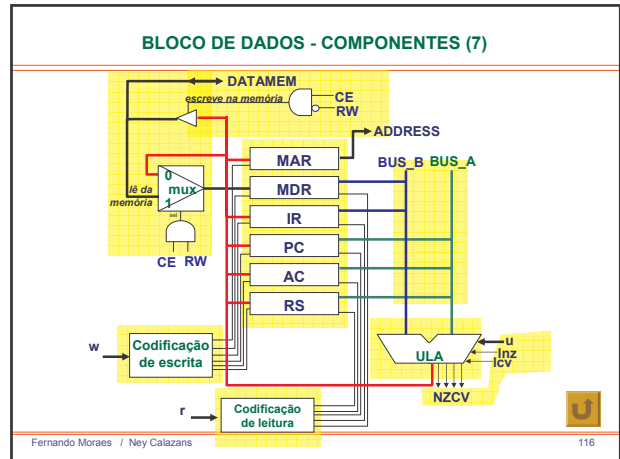 BLOCO DE DADOS - COMPONENTES (7)
DATAMEM
escreve na memória
CE
RW
ADDRESS
BUS_B BUS_A
MAR
MDR
IR
PC
AC
RS
0
mux
1
lê da
memória
sel
CE RW
w
Codificação
de escrita
r
Codificação
de leitura
ULA
u
lnz
lcv
NZCV
Fernando Moraes / Ney Calazans
116